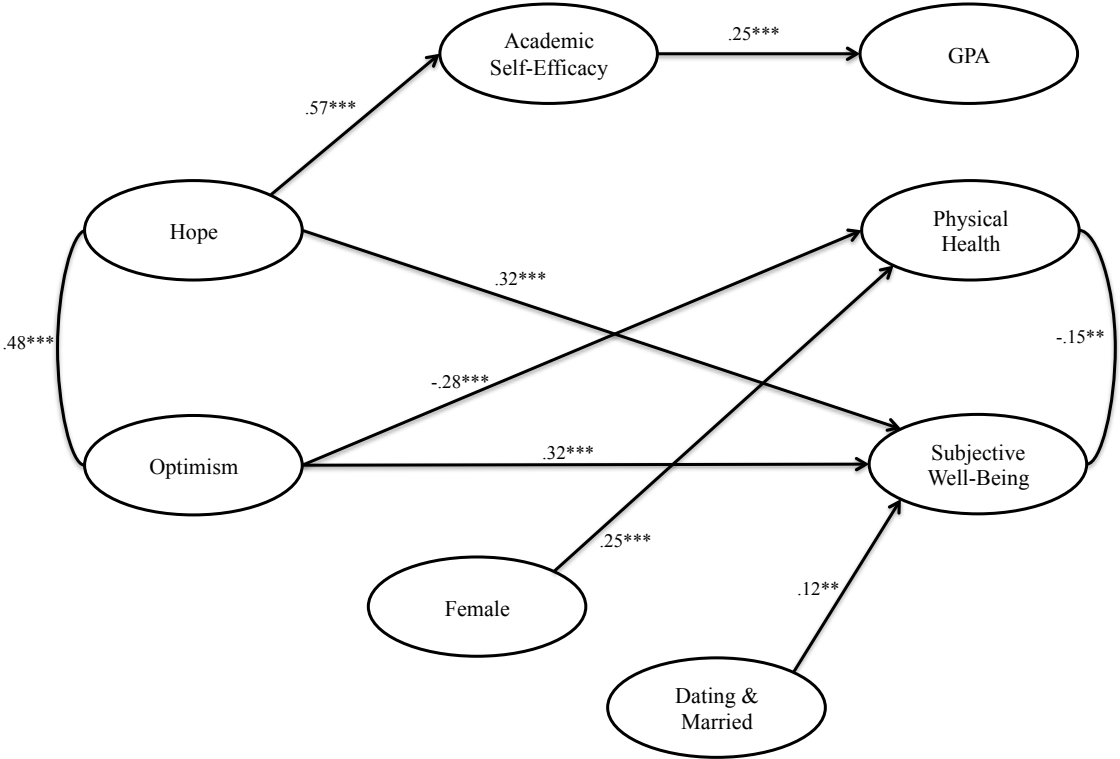 Academic
Self-Efficacy
.25***
GPA
.57***
Hope
Physical
Health
.32***
.48***
-.15**
-.28***
Optimism
.32***
Subjective
Well-Being
.25***
Female
.12**
Dating &
Married